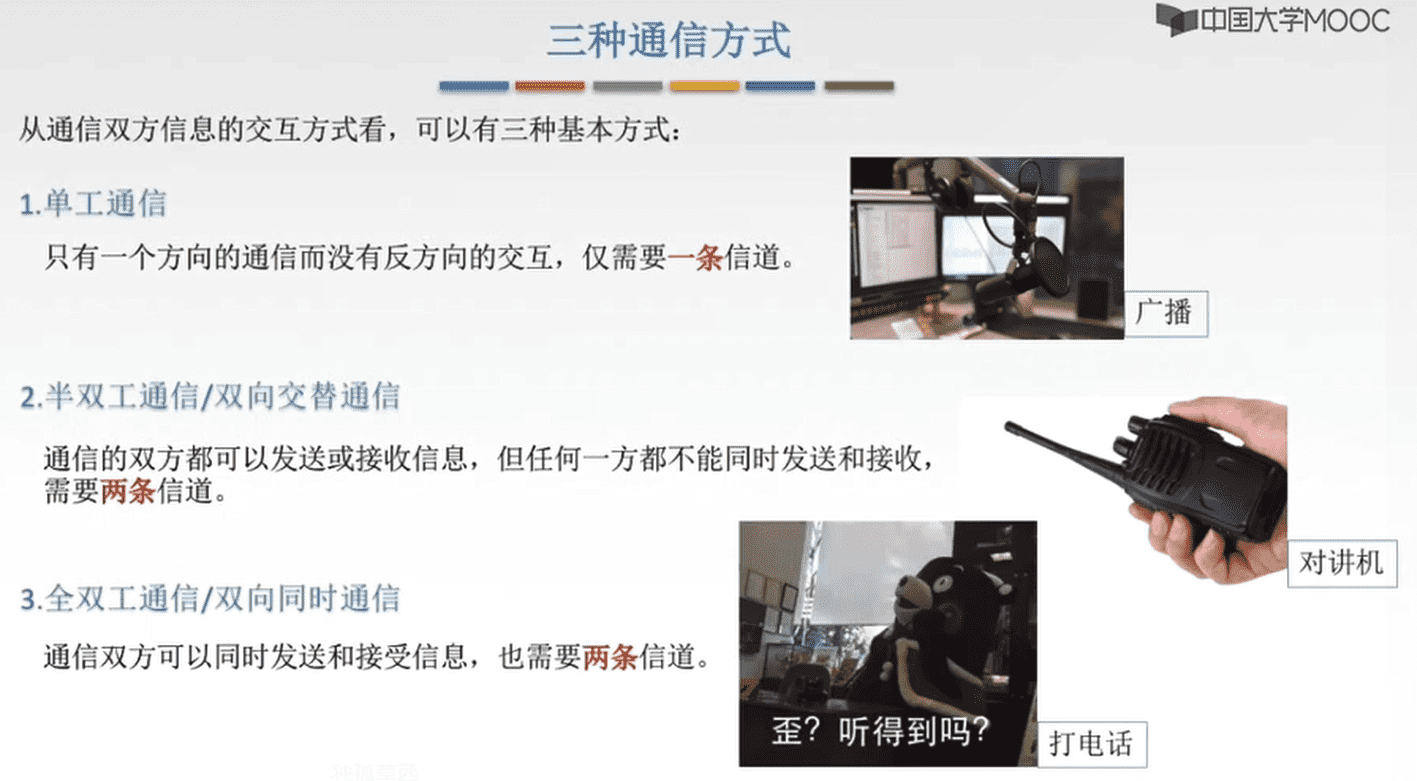 三种通信方式
中国大学MOOC
从通信双方信息的交互方式看，可以有三种基本方式：
1.单工通信
只有一个方向的通信而没有反方向的交互，仅需要一条信道。
广播
2.半双工通信/双向交替通信
通信的双方都可以发送或接收信息，但任何一方都不能同时发送和接收，
需要两条信道。
对讲机
3.全双工通信/双向同时通信
通信双方可以同时发送和接受信息，也需要两条信道。
歪？听得到吗？
打电话